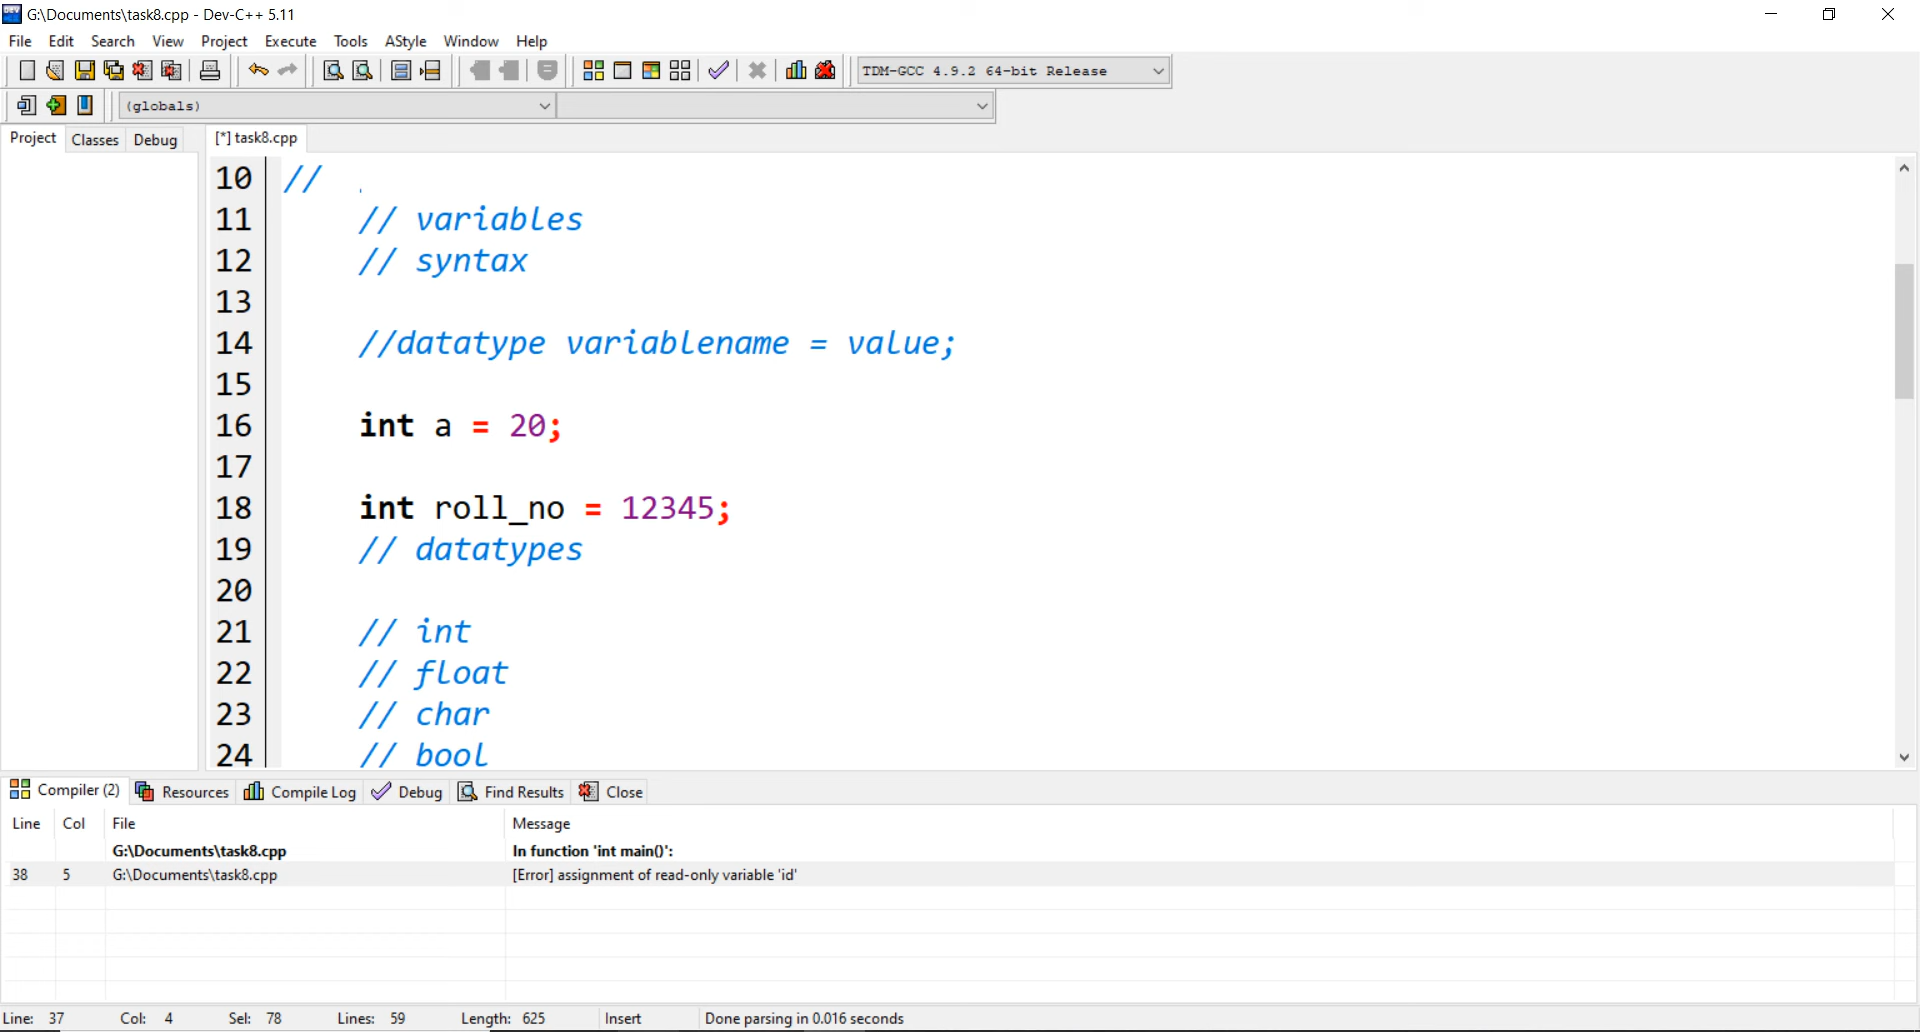 G:\Documents\task8.cpp - Dev-C++ 5.11
File Edit Search View Project Execute Tools AStyle Window Help
TDM-GCC 4.9.2 64-bit Release
(globals)
Project Classes Debug [*] task8.cpp
10 //
11 // variables
12 // syntax
13
14 //datatype variablename = value;
15
16 int a = 20;
17
18 int roll_no = 12345;
19 // datatypes
20
21 // int
22 // float
23 // char
24 // bool
Compiler (2) Resources Compile Log Debug Find Results Close
Line Col File Message
G:\Documents\task8.cpp In function 'int main()':
38 5 G:\Documents\task8.cpp [Error] assignment of read-only variable 'id'
Line: 37 Col: 4 Sel: 78 Lines: 59 Length: 625 Insert Done parsing in 0.016 seconds